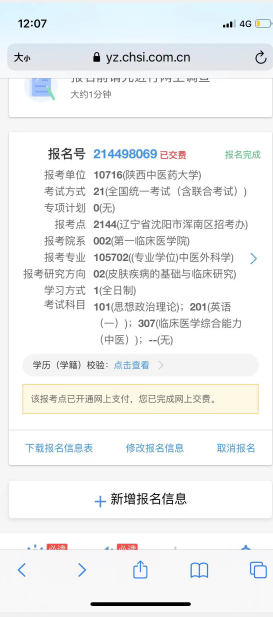 12:07
4G
大小
yz.chsi.com.cn
报名前请先进行网上调查
大约1分钟
报名号 214498069 已交费 报名完成
报考单位 10716(陕西中医药大学)
考试方式 21(全国统一考试（含联合考试）)
专项计划 0(无)
报考点 2144(辽宁省沈阳市浑南区招考办)
报考院系 002(第一临床医学院)
报考专业 105702((专业学位)中医外科学)
报考研究方向 02(皮肤疾病的基础与临床研究)
学习方式 1(全日制)
考试科目 101(思想政治理论)；201(英语
（一）)；307(临床医学综合能力
（中医）)；--(无)
学历（学籍）校验：点击查看
该报考点已开通网上支付，您已完成网上交费。
下载报名信息表 修改报名信息 取消报名
新增报名信息